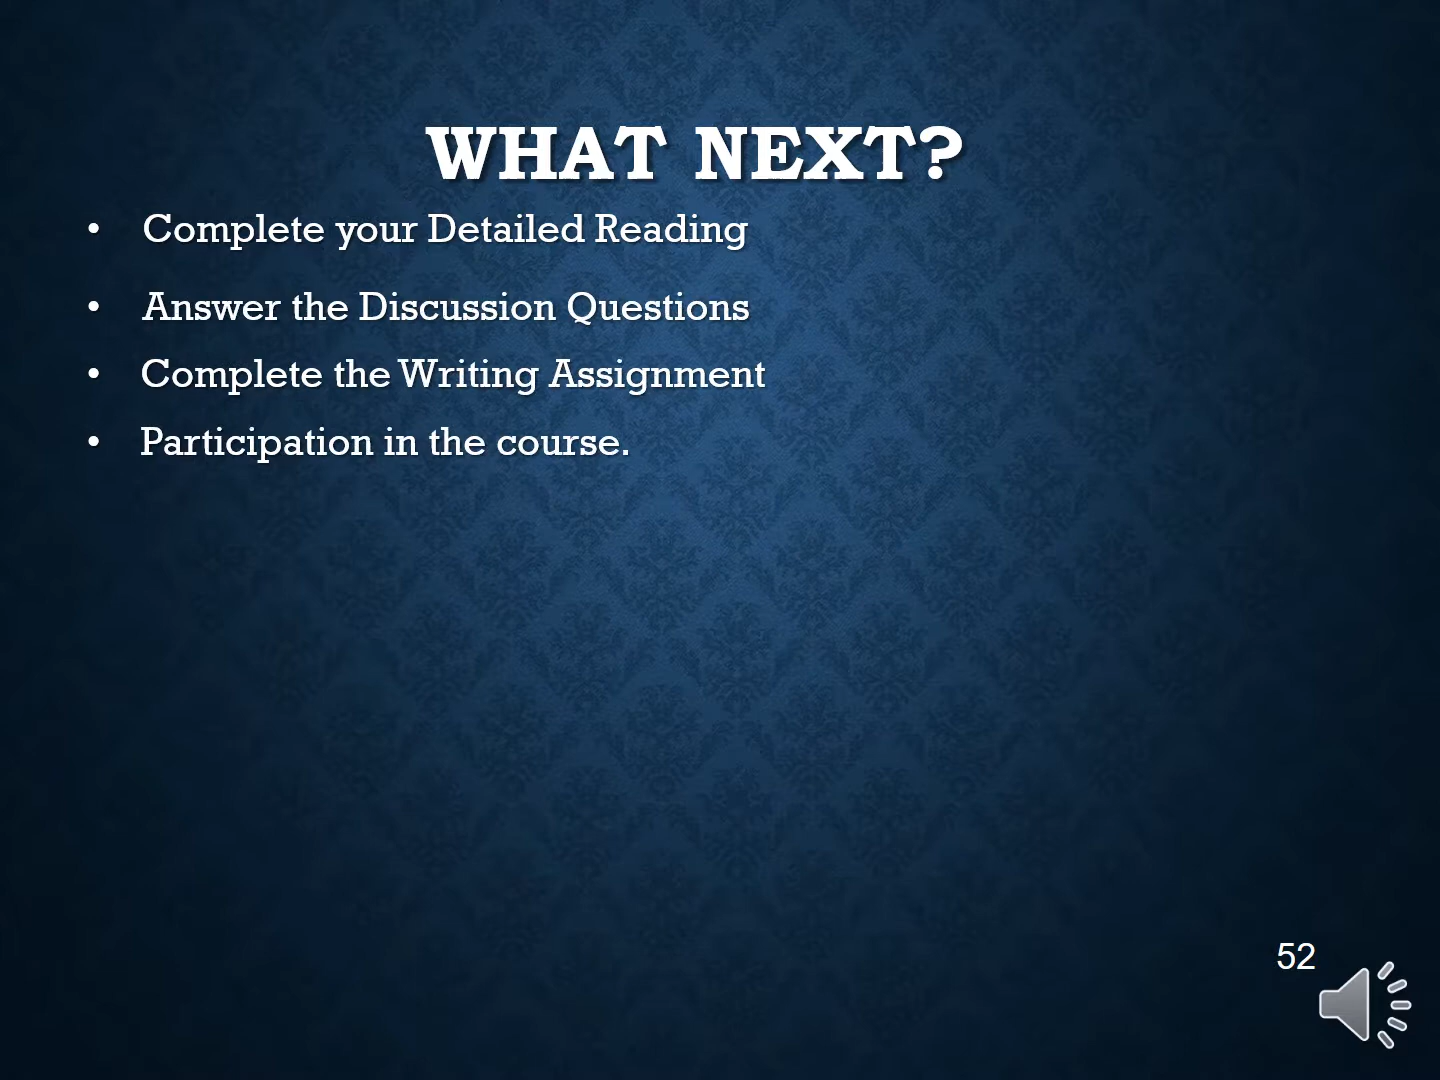 WHAT NEXT?
• Complete your Detailed Reading
• Answer the Discussion Questions
• Complete the Writing Assignment
• Participation in the course.
52